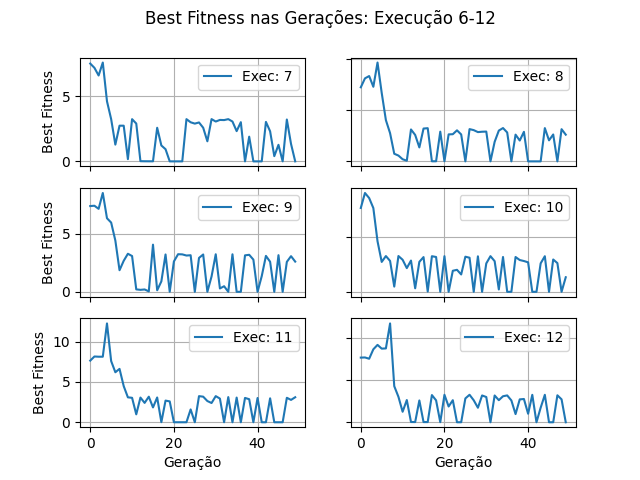 Best Fitness nas Gerações: Execução 6-12
Best Fitness
5
0
Exec: 7
Exec: 8
Best Fitness
5
0
Exec: 9
Exec: 10
Best Fitness
10
5
0
Exec: 11
Exec: 12
0 20 40
0 20 40
Geração
Geração